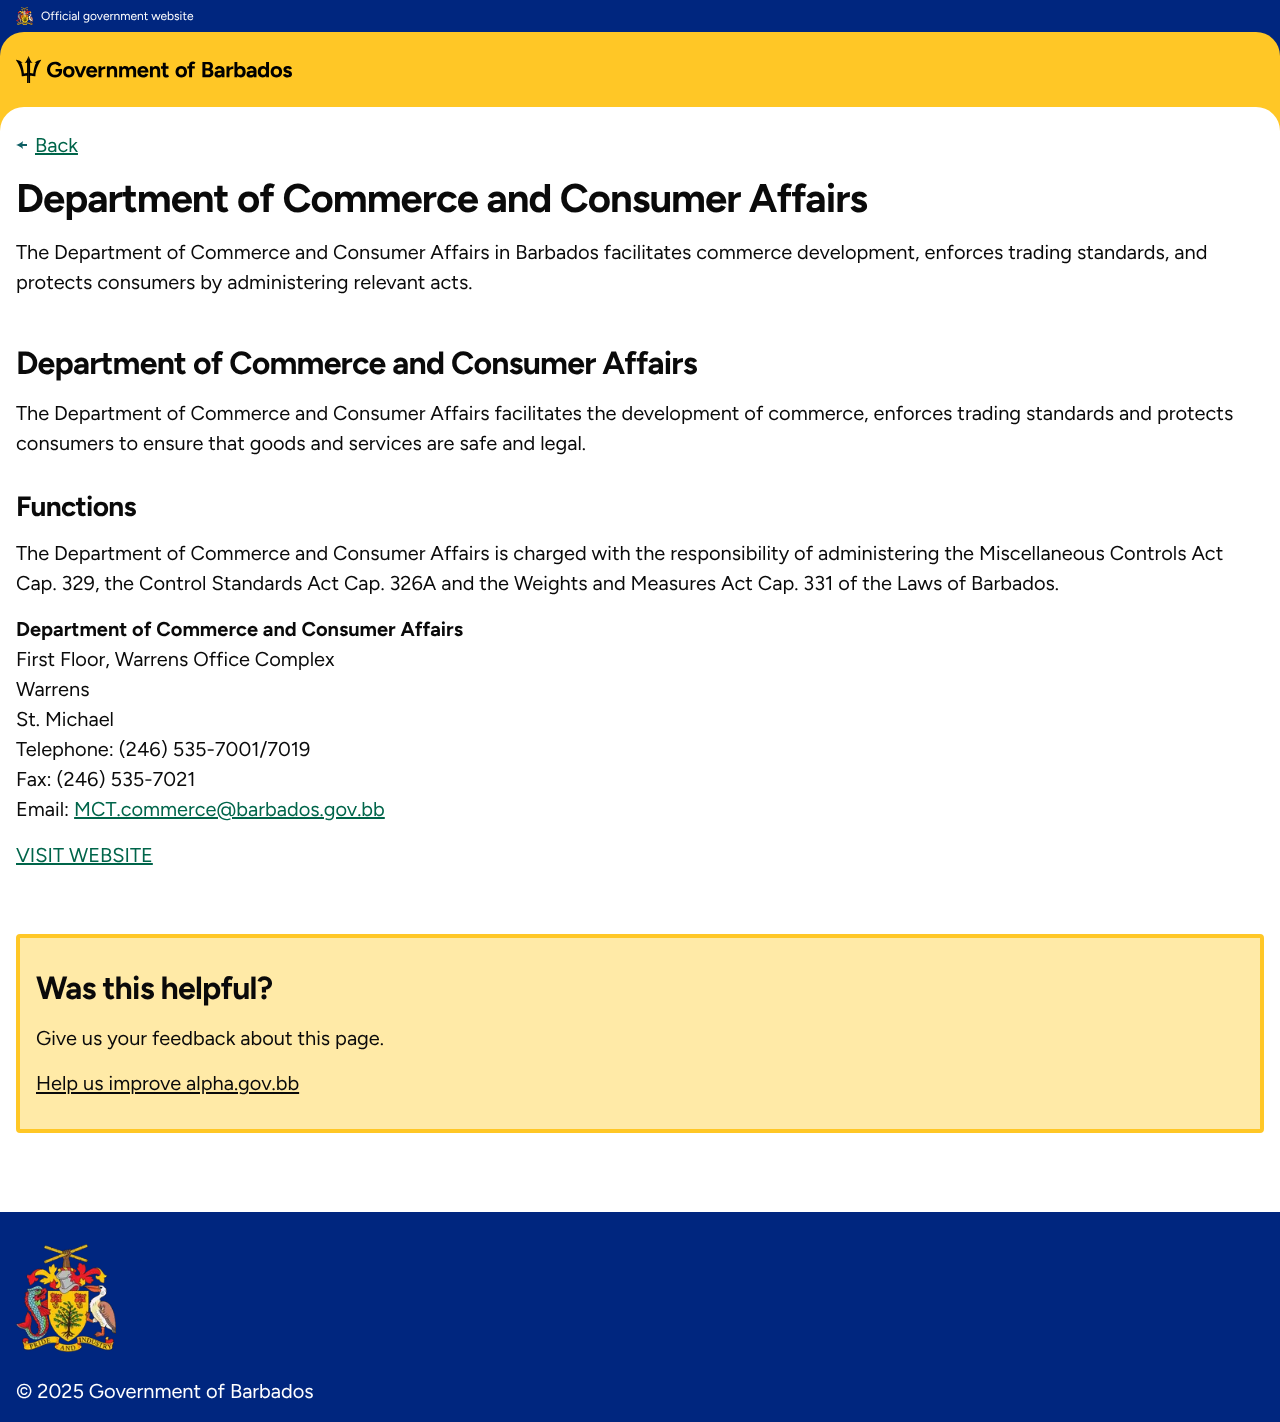 Official government website
Government of Barbados
Back
Department of Commerce and Consumer Affairs
The Department of Commerce and Consumer Affairs in Barbados facilitates commerce development, enforces trading standards, and
protects consumers by administering relevant acts.
Department of Commerce and Consumer Affairs
The Department of Commerce and Consumer Affairs facilitates the development of commerce, enforces trading standards and protects
consumers to ensure that goods and services are safe and legal.
Functions
The Department of Commerce and Consumer Affairs is charged with the responsibility of administering the Miscellaneous Controls Act
Cap. 329, the Control Standards Act Cap. 326A and the Weights and Measures Act Cap. 331 of the Laws of Barbados.
Department of Commerce and Consumer Affairs
First Floor, Warrens Office Complex
Warrens
St. Michael
Telephone: (246) 535-7001/7019
Fax: (246) 535-7021
Email: MCT.commerce@barbados.gov.bb
VISIT WEBSITE
Was this helpful?
Give us your feedback about this page.
Help us improve alpha.gov.bb
PRIDE AND INDUSTRY
© 2025 Government of Barbados